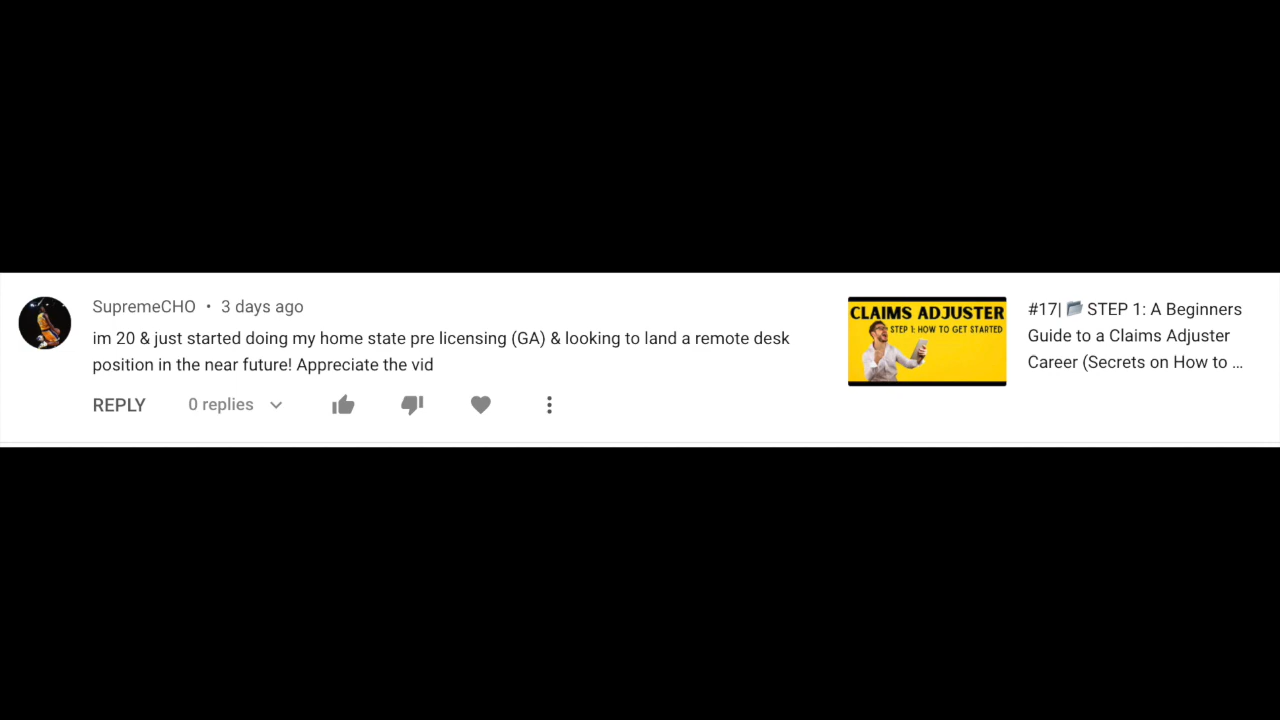 SupremeCHO • 3 days ago
im 20 & just started doing my home state pre licensing (GA) & looking to land a remote desk
position in the near future! Appreciate the vid
REPLY 0 replies
CLAIMS ADJUSTER
STEP 1: HOW TO GET STARTED
#17| 📂 STEP 1: A Beginners
Guide to a Claims Adjuster
Career (Secrets on How to ...